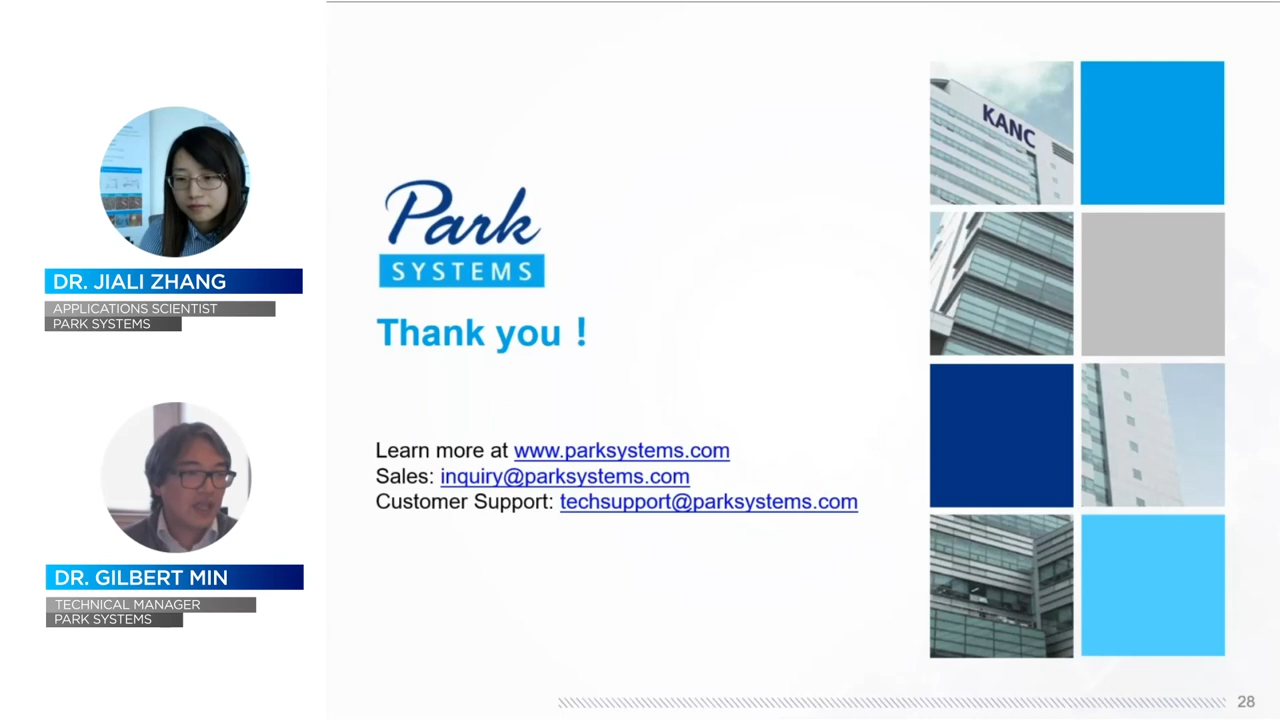 DR. JIALI ZHANG
APPLICATIONS SCIENTIST
PARK SYSTEMS
DR. GILBERT MIN
TECHNICAL MANAGER
PARK SYSTEMS
Park
SYSTEMS
Thank you !
Learn more at www.parksystems.com
Sales: inquiry@parksystems.com
Customer Support: techsupport@parksystems.com
KANC
28